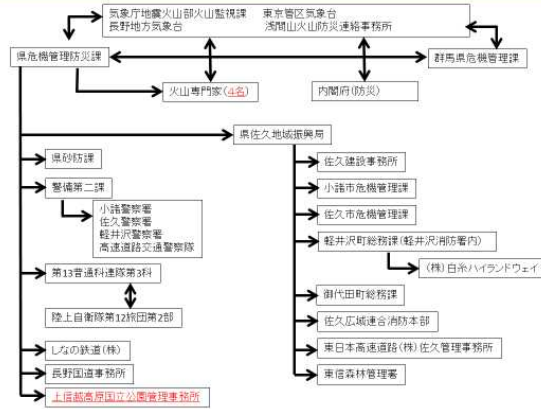 気象庁地震火山部火山監視課　東京管区気象台
長野地方気象台　浅間山火山防災連絡事務所
県危機管理防災課
群馬県危機管理課
火山専門家(4名)
内閣府(防災)
県佐久地域振興局
県砂防課
警備第二課
小諸警察署
佐久警察署
軽井沢警察署
高速道路交通警察隊
第13普通科連隊第3科
陸上自衛隊第12旅団第2部
しなの鉄道(株)
長野国道事務所
上信越高原国立公園管理事務所
佐久建設事務所
小諸市危機管理課
佐久市危機管理課
軽井沢町総務課(軽井沢消防署内)
(株)白糸ハイランドウェイ
御代田町総務課
佐久広域連合消防本部
東日本高速道路(株)佐久管理事務所
東信森林管理署